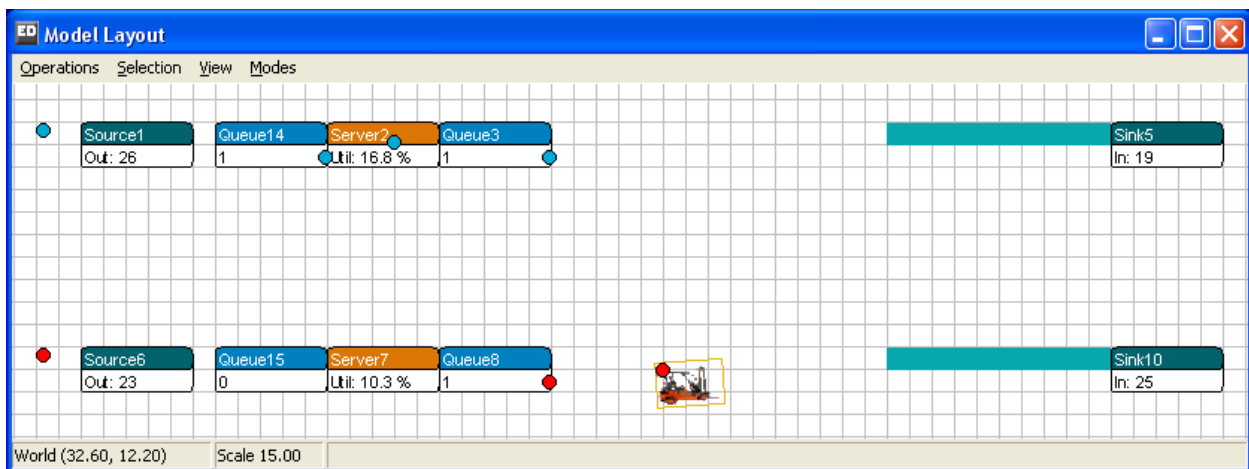 ED Model Layout
Operations Selection View Modes
Source1 Queue14 Server2 Queue3 Sink5
Out: 26 1 Util: 16.8 % 1 In: 19
Source6 Queue15 Server7 Queue8 Sink10
Out: 23 0 Util: 10.3 % 1 In: 25
World (32.60, 12.20) Scale 15.00